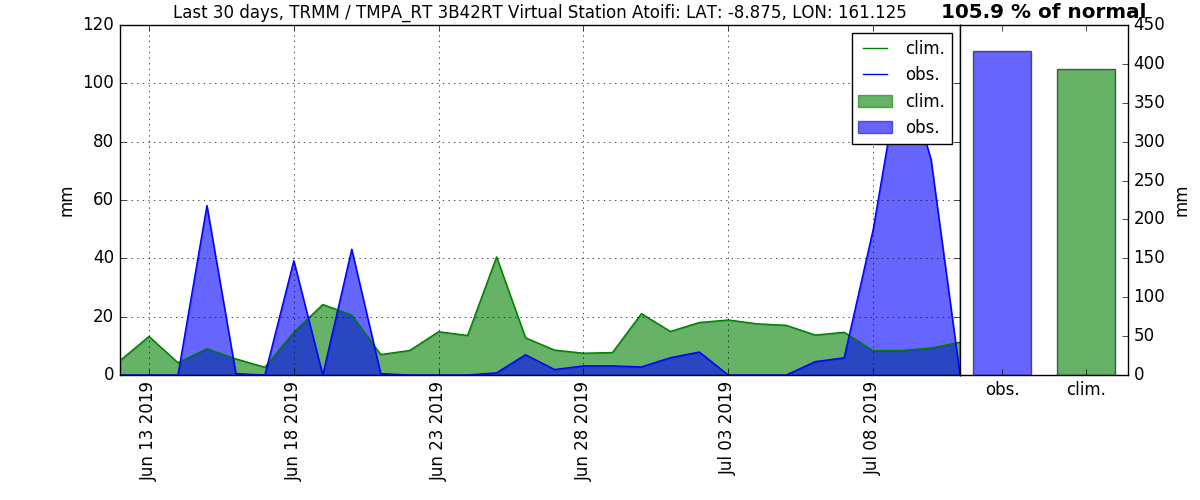 Last 30 days, TRMM / TMPA_RT 3B42RT Virtual Station Atoifi: LAT: -8.875, LON: 161.125
105.9 % of normal
120
100
80
60
40
20
0
mm
clim.
obs.
clim.
obs.
Jun 13 2019
Jun 18 2019
Jun 23 2019
Jun 28 2019
Jul 03 2019
Jul 08 2019
450
400
350
300
250
200
150
100
50
0
mm
obs.
clim.